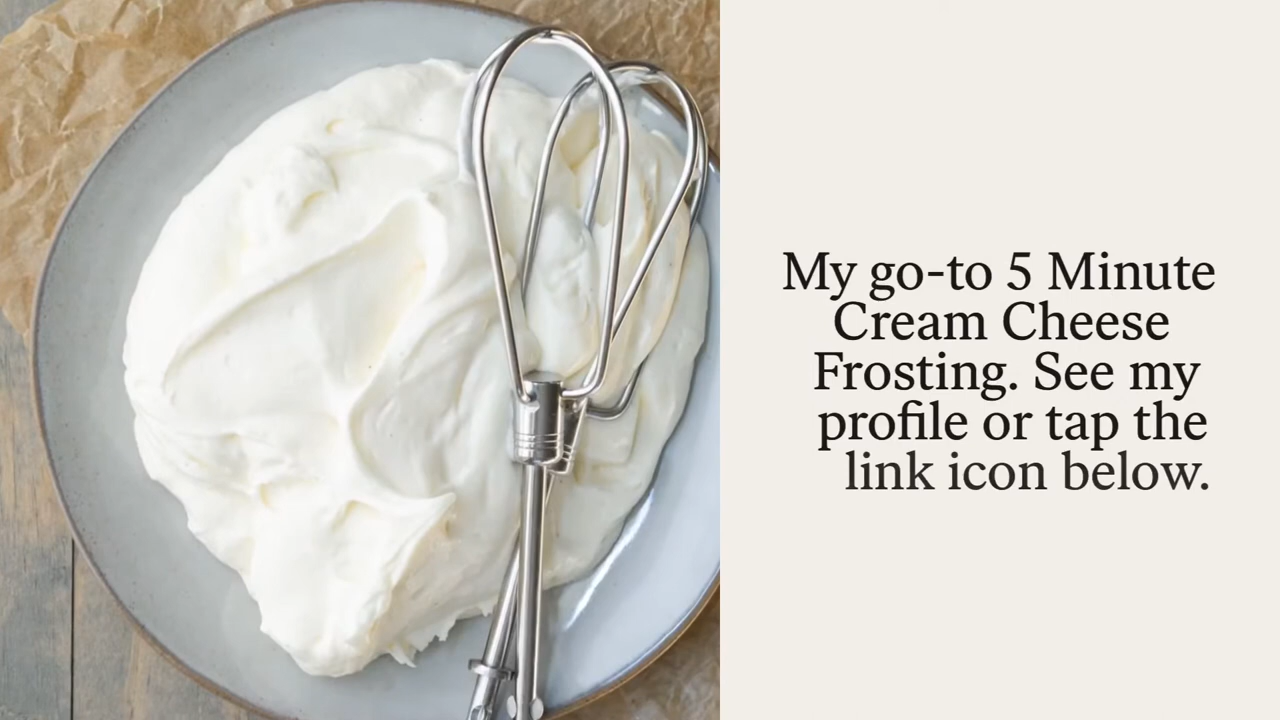 My go-to 5 Minute
Cream Cheese
Frosting. See my
profile or tap the
link icon below.